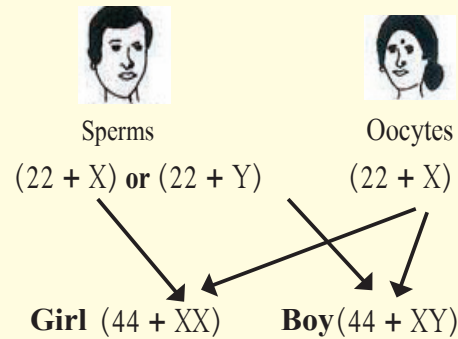 Sperms Oocytes
(22 + X) or (22 + Y) (22 + X)
Girl (44 + XX) Boy (44 + XY)